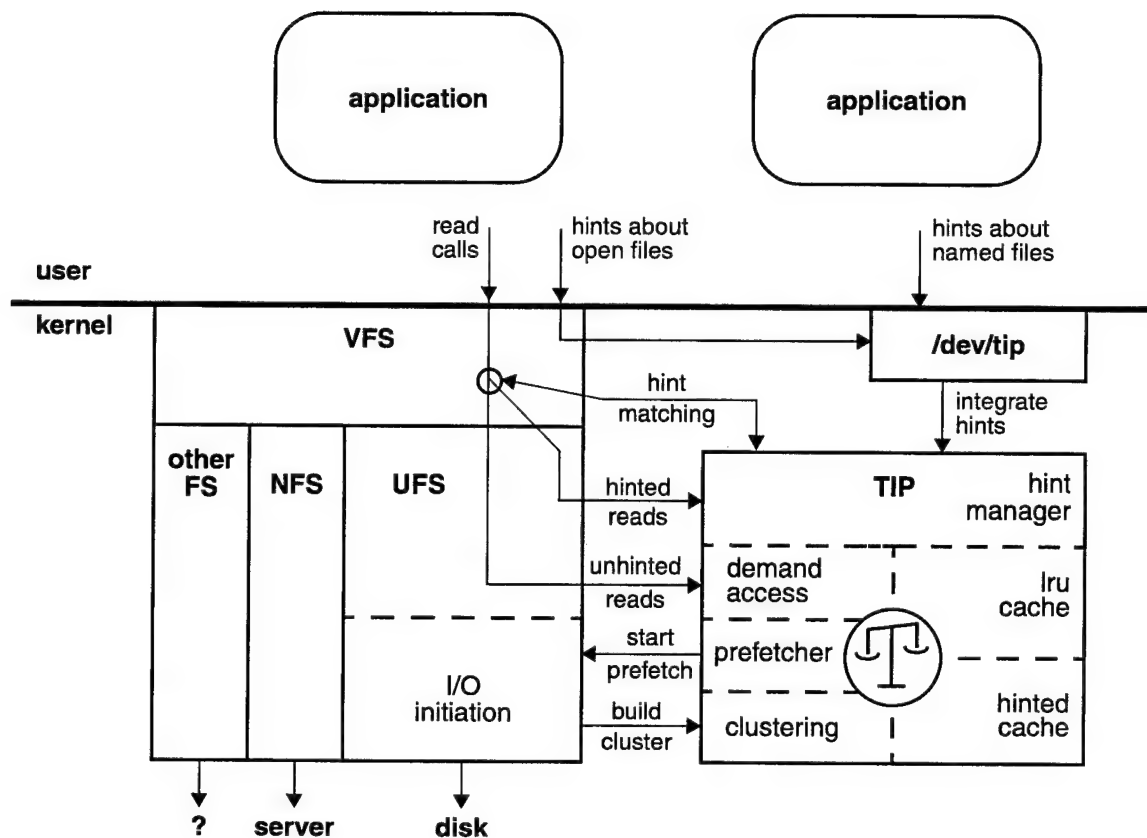 application
application
read
calls
hints about
open files
hints about
named files
user
kernel
VFS
/dev/tip
hint
matching
integrate
hints
other
FS
NFS
UFS
hinted
reads
TIP
hint
manager
unhinted
reads
demand
access
lru
cache
start
prefetch
prefetcher
I/O
initiation
build
cluster
clustering
hinted
cache
?
server
disk